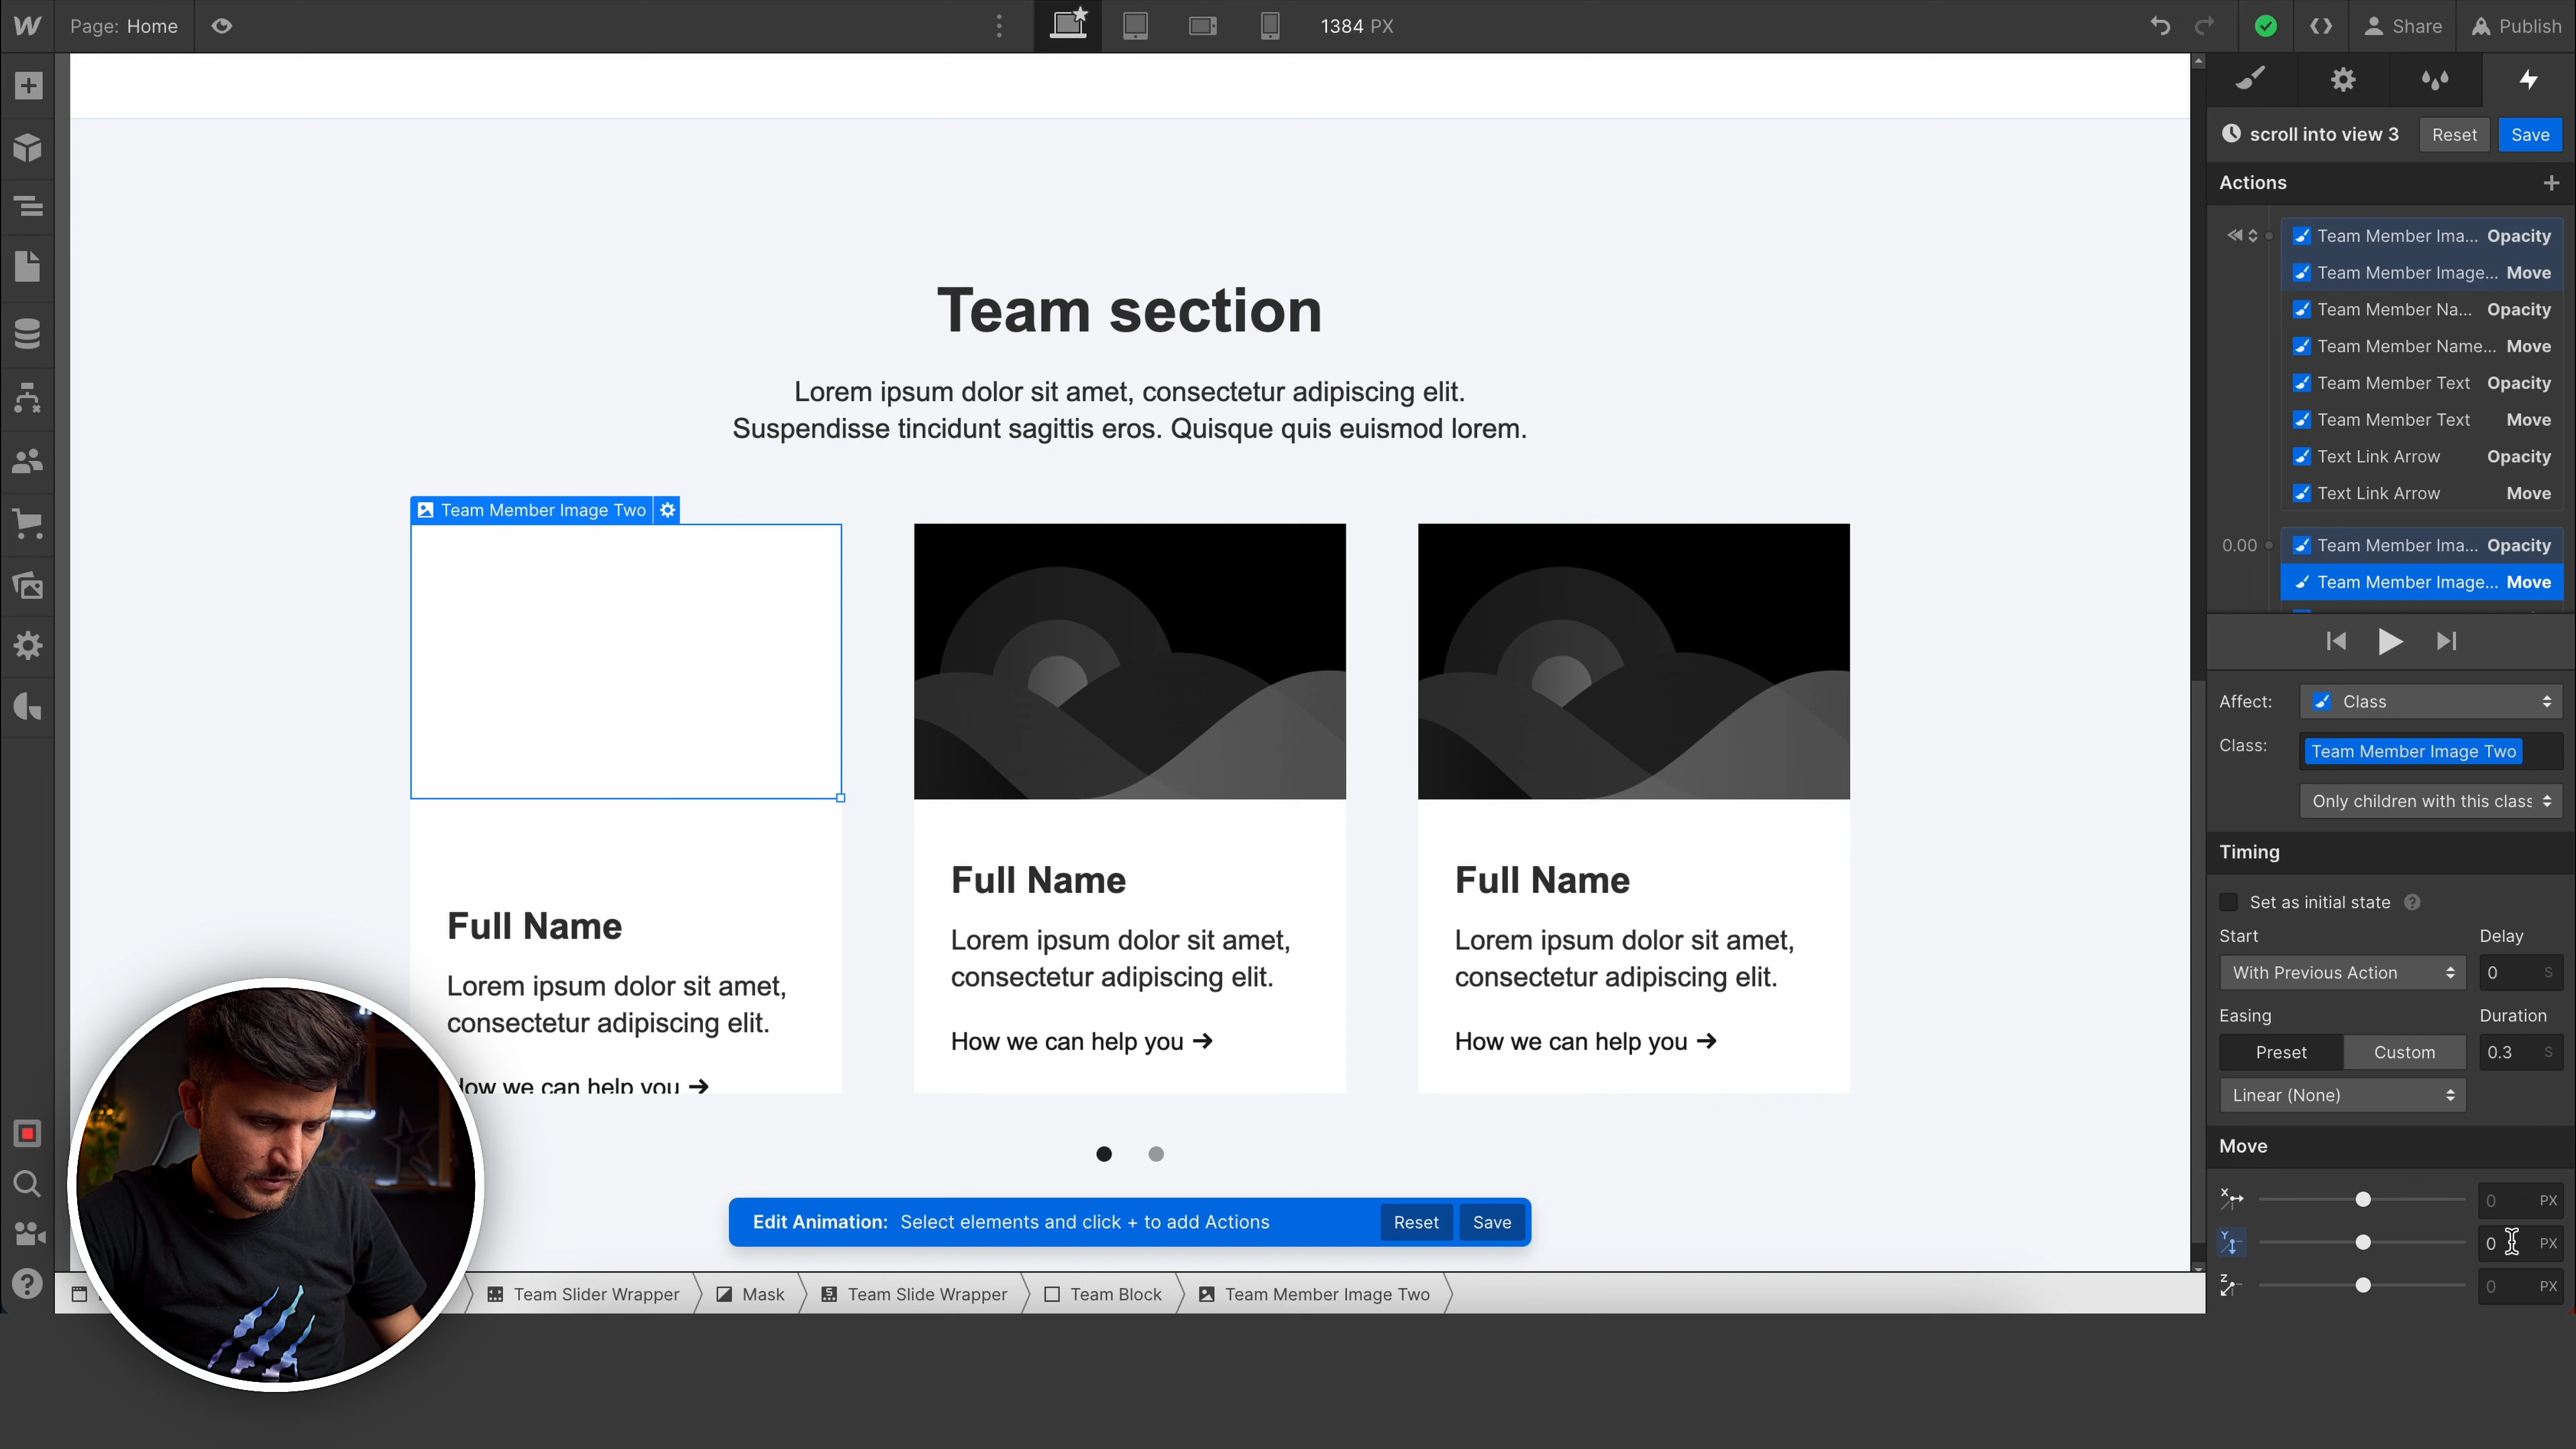 Page: Home
1384 PX
Share
Publish
scroll into view 3
Reset
Save
Actions
Team Member Ima... Opacity
Team Member Image... Move
Team Member Na... Opacity
Team Member Name... Move
Team Member Text Opacity
Team Member Text Move
Text Link Arrow Opacity
Text Link Arrow Move
0.00
Team Member Ima... Opacity
Team Member Image... Move
Affect: Class
Class: Team Member Image Two
Only children with this class
Timing
Set as initial state
Start
Delay
With Previous Action
0 S
Easing
Duration
Preset
Custom
0.3 S
Linear (None)
Move
X 0 PX
Y 0 PX
Z 0 PX
Team section
Lorem ipsum dolor sit amet, consectetur adipiscing elit.
Suspendisse tincidunt sagittis eros. Quisque quis euismod lorem.
Team Member Image Two
Full Name
Lorem ipsum dolor sit amet,
consectetur adipiscing elit.
How we can help you →
Full Name
Lorem ipsum dolor sit amet,
consectetur adipiscing elit.
How we can help you →
Full Name
Lorem ipsum dolor sit amet,
consectetur adipiscing elit.
How we can help you →
Edit Animation: Select elements and click + to add Actions
Reset
Save
Team Slider Wrapper
Mask
Team Slide Wrapper
Team Block
Team Member Image Two